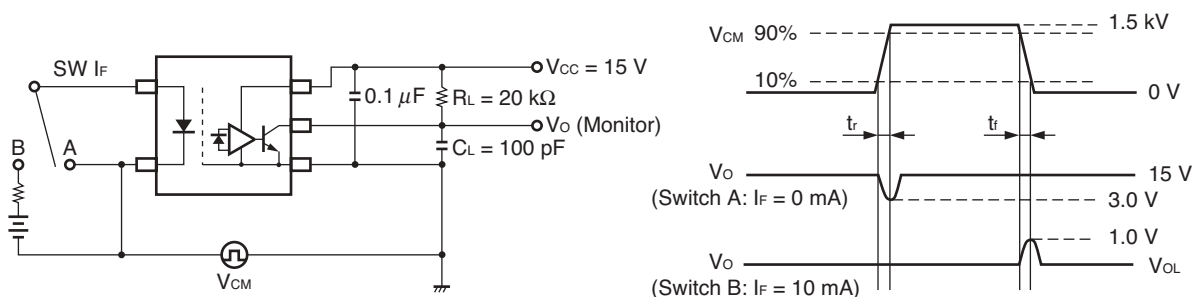 SW IF
B
A
VCM
0.1 μF
VCC = 15 V
RL = 20 kΩ
VO (Monitor)
CL = 100 pF
VCM 90%
10%
1.5 kV
0 V
tr
tf
VO
(Switch A: IF = 0 mA)
15 V
3.0 V
1.0 V
VO
(Switch B: IF = 10 mA)
VOL